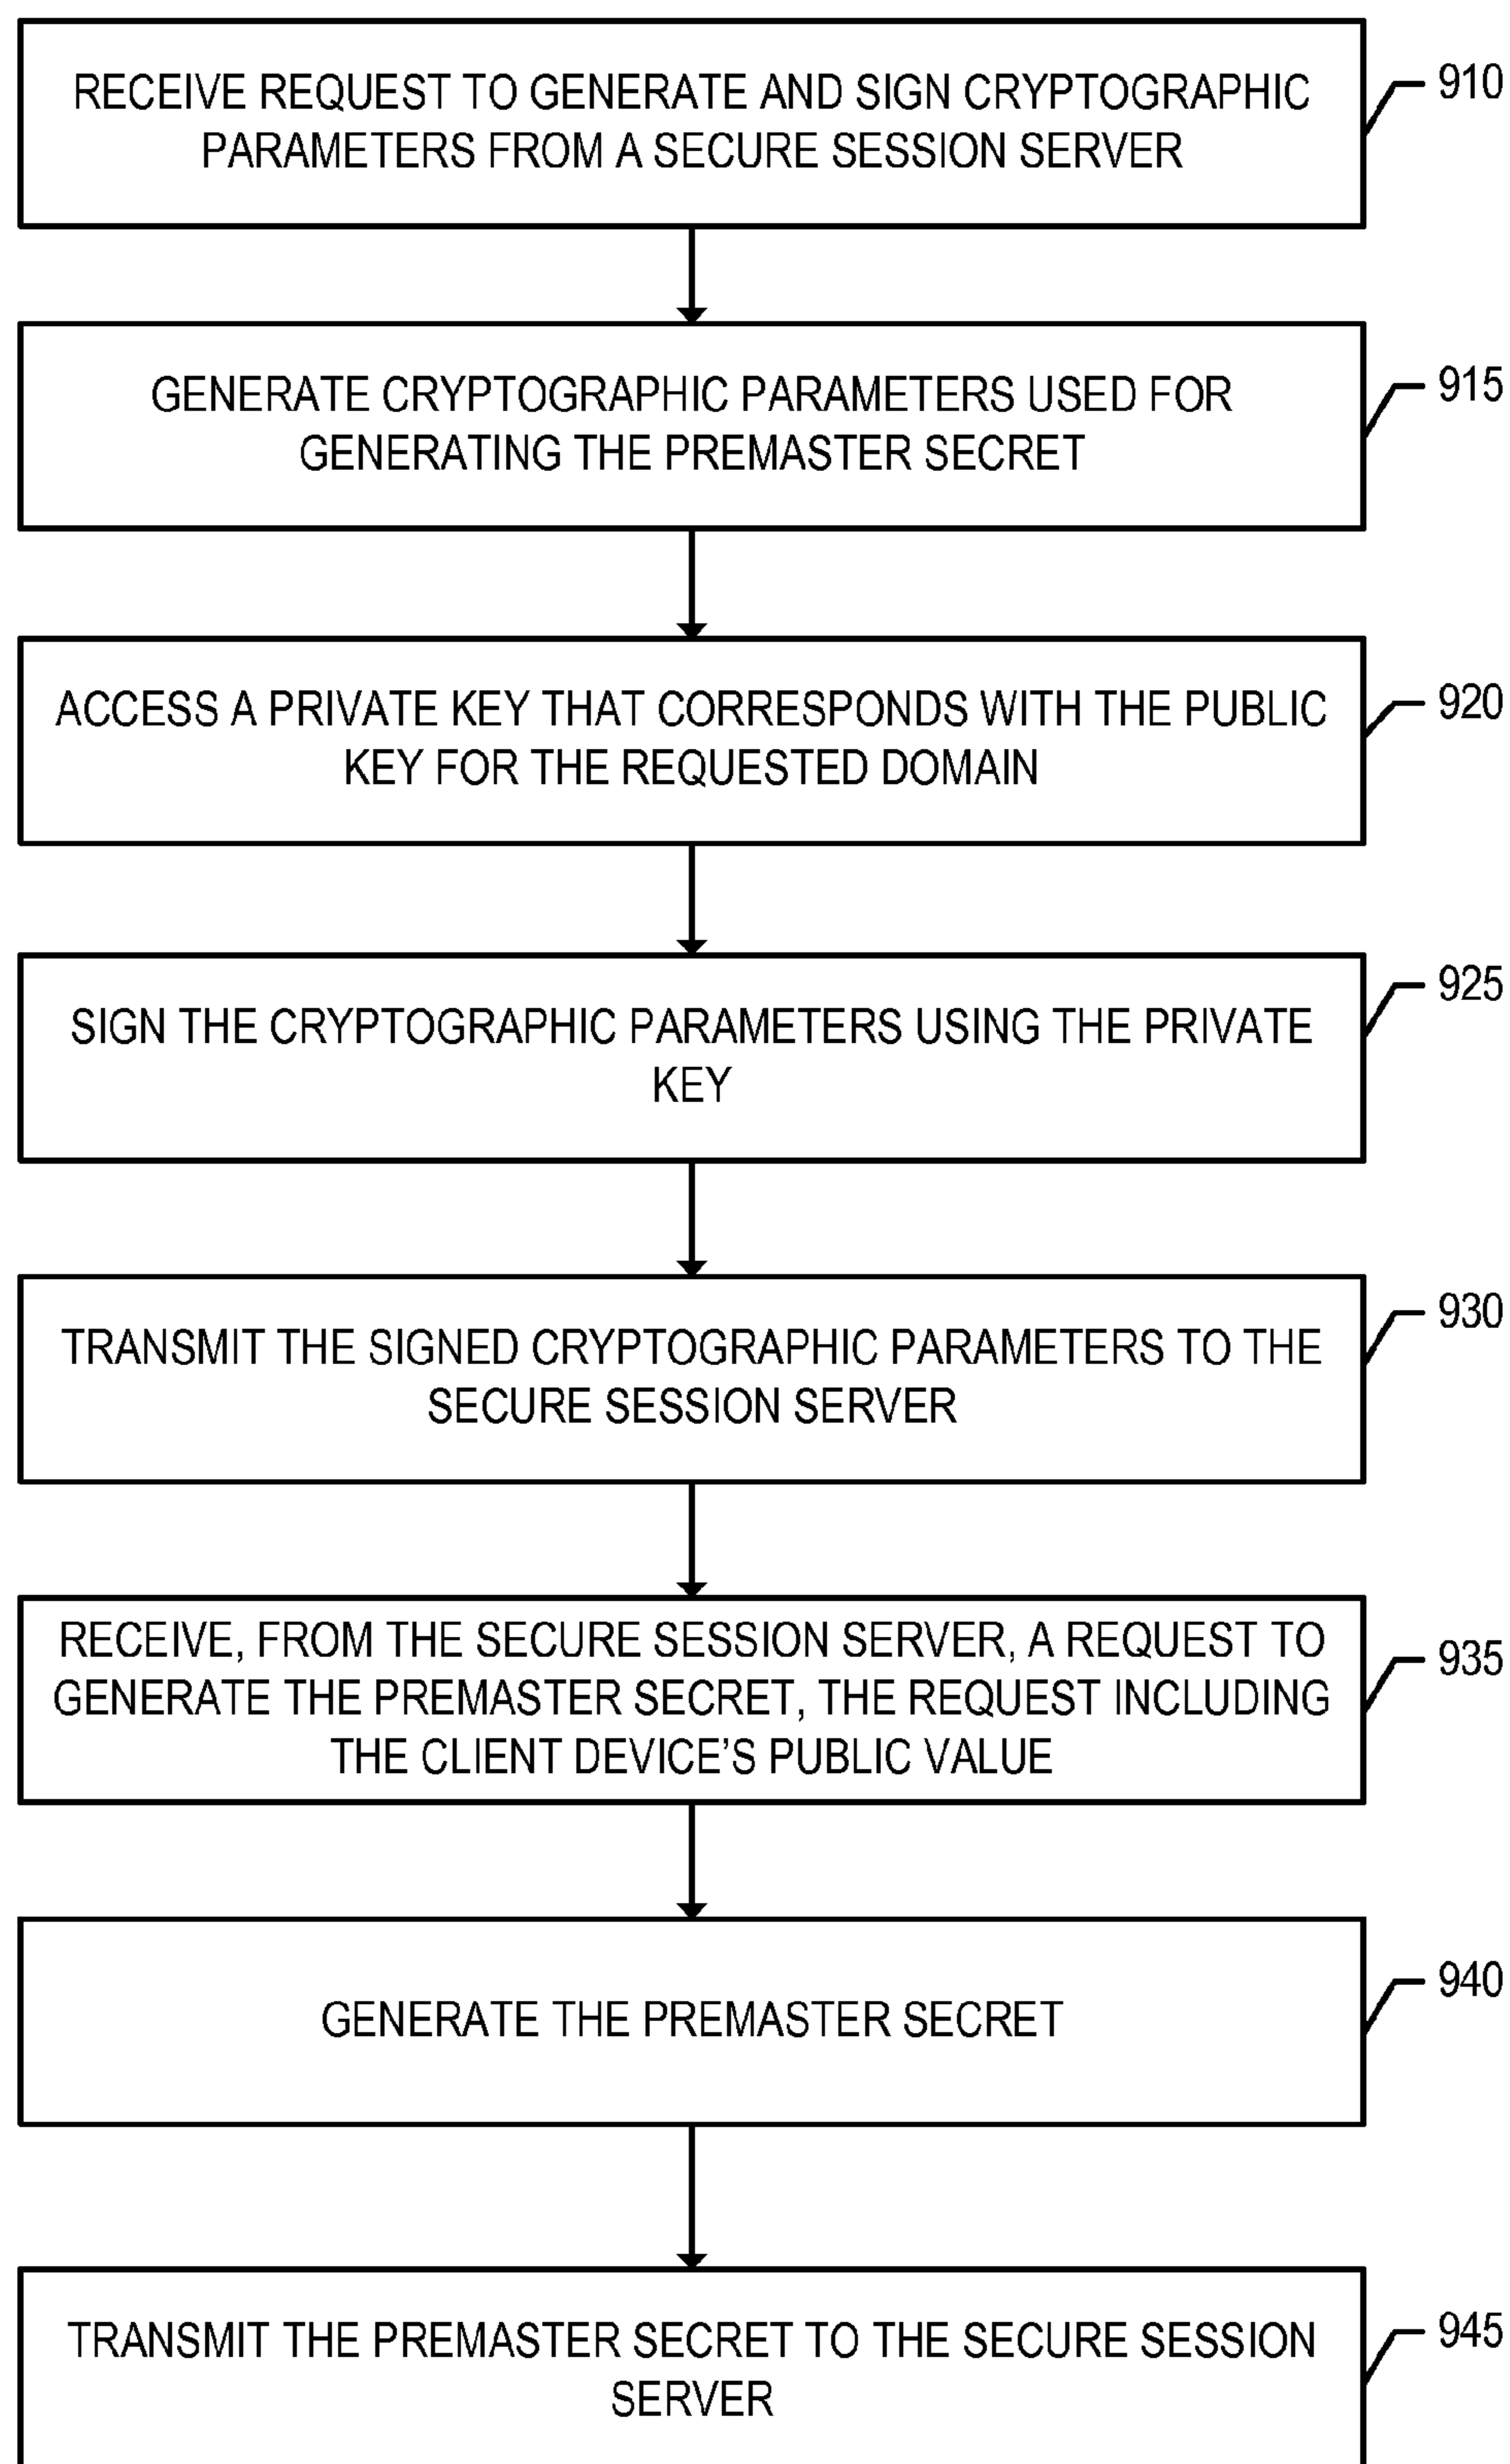 RECEIVE REQUEST TO GENERATE AND SIGN CRYPTOGRAPHIC
PARAMETERS FROM A SECURE SESSION SERVER
910
GENERATE CRYPTOGRAPHIC PARAMETERS USED FOR
GENERATING THE PREMASTER SECRET
915
ACCESS A PRIVATE KEY THAT CORRESPONDS WITH THE PUBLIC
KEY FOR THE REQUESTED DOMAIN
920
SIGN THE CRYPTOGRAPHIC PARAMETERS USING THE PRIVATE
KEY
925
TRANSMIT THE SIGNED CRYPTOGRAPHIC PARAMETERS TO THE
SECURE SESSION SERVER
930
RECEIVE, FROM THE SECURE SESSION SERVER, A REQUEST TO
GENERATE THE PREMASTER SECRET, THE REQUEST INCLUDING
THE CLIENT DEVICE'S PUBLIC VALUE
935
GENERATE THE PREMASTER SECRET
940
TRANSMIT THE PREMASTER SECRET TO THE SECURE SESSION
SERVER
945